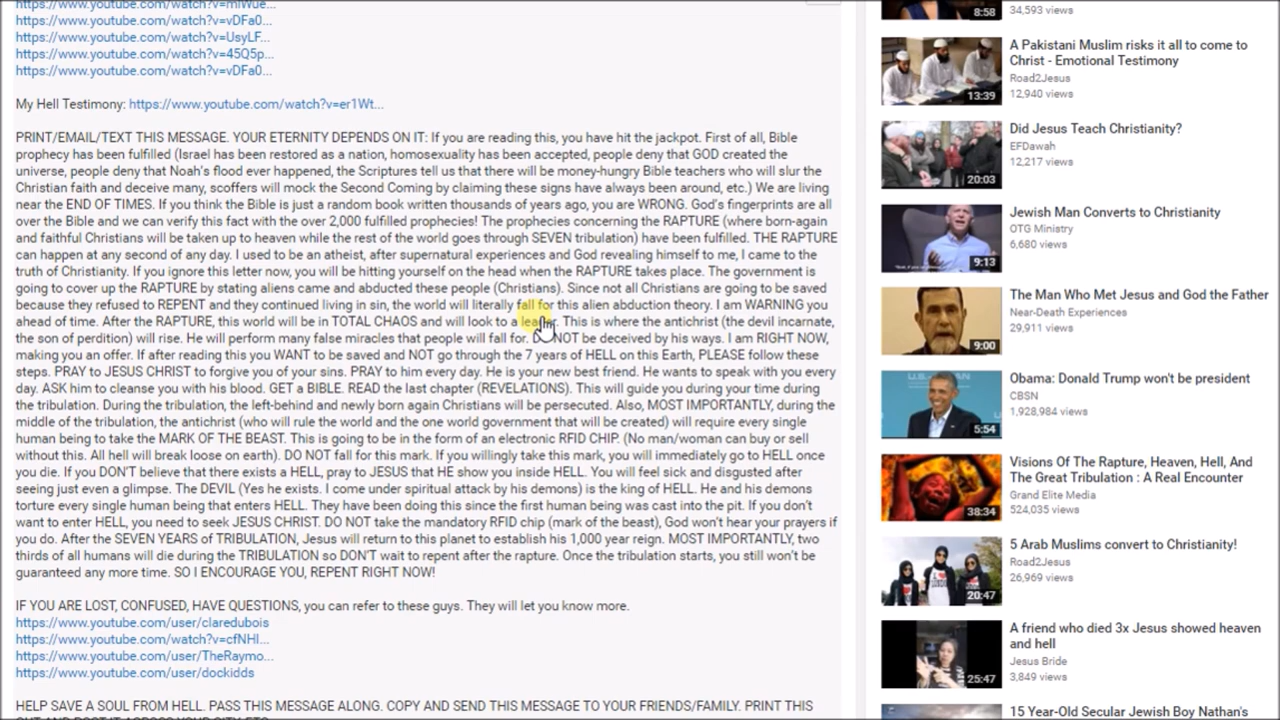 https://www.youtube.com/watch?v=vDFa0...
https://www.youtube.com/watch?v=UsyLF...
https://www.youtube.com/watch?v=45Q5p...
https://www.youtube.com/watch?v=vDFa0...
My Hell Testimony: https://www.youtube.com/watch?v=er1Wt...
PRINT/EMAIL/TEXT THIS MESSAGE. YOUR ETERNITY DEPENDS ON IT: If you are reading this, you have hit the jackpot. First of all, Bible
prophecy has been fulfilled (Israel has been restored as a nation, homosexuality has been accepted, people deny that GOD created the
universe, people deny that Noah's flood ever happened, scriptures tell us that there will be money-hungry Bible teachers who will slur the
Christian faith and deceive many, scoffers will mock the Second Coming by claiming these signs have always been around, etc.) We are living
near the END OF TIMES. If you think the Bible is just a random book written thousands of years ago, you are WRONG. God's fingerprints are all
over the Bible and we can verify this fact with the over 2,000 fulfilled prophecies! The prophecies concerning the RAPTURE (where born-again
and faithful Christians will be taken up to heaven while the rest of the world goes through SEVEN tribulation) have been fulfilled. THE RAPTURE
can happen at any second of any day. I used to be an atheist, after supernatural experiences and God revealing himself to me, I came to the
truth of Christianity. If you ignore this letter now, you will be hitting yourself on the head when the RAPTURE takes place. The government is
going to cover up the RAPTURE by stating aliens came and abducted these people (Christians). Since not all Christians are going to be saved
because they refused to REPENT and they continued living in sin, the world will literally fall for this alien abduction theory. I am WARNING you
ahead of time. After the RAPTURE, this world will be in TOTAL CHAOS and will look to a leader. This is where the antichrist (the devil incarnate,
the son of perdition) will rise. He will perform many false miracles that people will fall for. DO NOT be deceived by his ways. I am RIGHT NOW,
making you an offer. If after reading this you WANT to be saved and NOT go through the 7 years of HELL on this Earth, PLEASE follow these
steps. PRAY to JESUS CHRIST to forgive you of your sins. PRAY to him every day. He is your new best friend. He wants to speak with you every
day. ASK him to cleanse you with his blood. GET A BIBLE. READ the last chapter (REVELATIONS). This will guide you during your time during
the tribulation. During the tribulation, the left-behind and newly born again Christians will be persecuted. Also, MOST IMPORTANTLY, during the
middle of the tribulation, the antichrist (who will rule the world and the one world government that will be created) will require every single
human being to take the MARK OF THE BEAST. This is going to be in the form of an electronic RFID CHIP. (No man/woman can buy or sell
without this. All hell will break loose on earth). DO NOT fall for this mark. If you willingly take this mark, you will immediately go to HELL once
you die. If you DON'T believe that there exists a HELL, pray to JESUS that HE show you inside HELL. You will feel sick and disgusted after
seeing just even a glimpse. The DEVIL (Yes he exists. I come under spiritual attack by his demons) is the king of HELL. He and his demons
torture every single human being that enters HELL. They have been doing this since the first human being was cast into the pit. If you don't
want to enter HELL, you need to seek JESUS CHRIST. DO NOT take the mandatory RFID chip (mark of the beast), God won't hear your prayers if
you do. After the SEVEN YEARS of TRIBULATION, Jesus will return to this planet to establish his 1,000 year reign. MOST IMPORTANTLY, two
thirds of all humans will die during the TRIBULATION so DON'T wait to repent after the rapture. Once the tribulation starts, you still won't be
guaranteed any more time. SO I ENCOURAGE YOU, REPENT RIGHT NOW!
IF YOU ARE LOST, CONFUSED, HAVE QUESTIONS, you can refer to these guys. They will let you know more.
https://www.youtube.com/user/claredubois
https://www.youtube.com/watch?v=cfNHI...
https://www.youtube.com/user/TheRaymo...
https://www.youtube.com/user/dockidds
HELP SAVE A SOUL FROM HELL. PASS THIS MESSAGE ALONG. COPY AND SEND THIS MESSAGE TO YOUR FRIENDS/FAMILY. PRINT THIS
8:58
34,593 views
A Pakistani Muslim risks it all to come to
Christ - Emotional Testimony
Road2Jesus
12,940 views
13:39
Did Jesus Teach Christianity?
EFDawah
12,217 views
20:03
Jewish Man Converts to Christianity
OTG Ministry
6,680 views
9:13
The Man Who Met Jesus and God the Father
Near-Death Experiences
29,911 views
9:00
Obama: Donald Trump won't be president
CBSN
1,928,984 views
5:54
Visions Of The Rapture, Heaven, Hell, And
The Great Tribulation : A Real Encounter
Grand Elite Media
524,035 views
38:34
5 Arab Muslims convert to Christianity!
Road2Jesus
26,969 views
20:47
A friend who died 3x Jesus showed heaven
and hell
Jesus Bride
3,849 views
25:47
15 Year-Old Secular Jewish Boy Nathan's